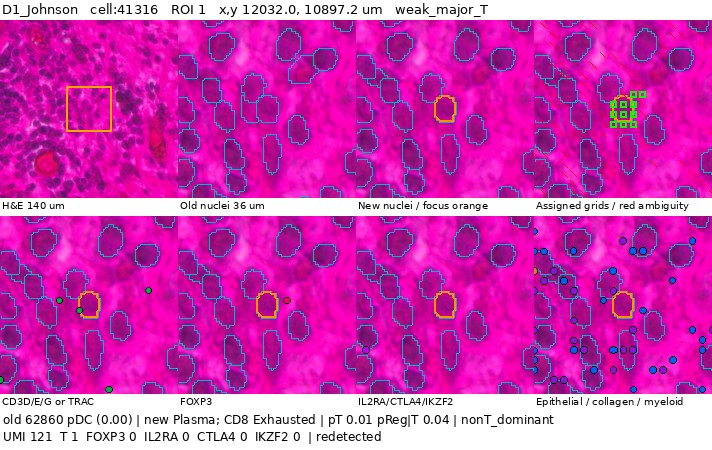 D1_Johnson cell:41316 ROI 1 x,y 12032.0, 10897.2 um weak_major_T
H&E 140 um
Old nuclei 36 um
New nuclei / focus orange
Assigned grids / red ambiguity
CD3D/E/G or TRAC
FOXP3
IL2RA/CTLA4/IKZF2
Epithelial / collagen / myeloid
old 62860 pDC (0.00) | new Plasma; CD8 Exhausted | pT 0.01 pReg|T 0.04 | nonT_dominant
UMI 121 T 1 FOXP3 0 IL2RA 0 CTLA4 0 IKZF2 0 | redetected